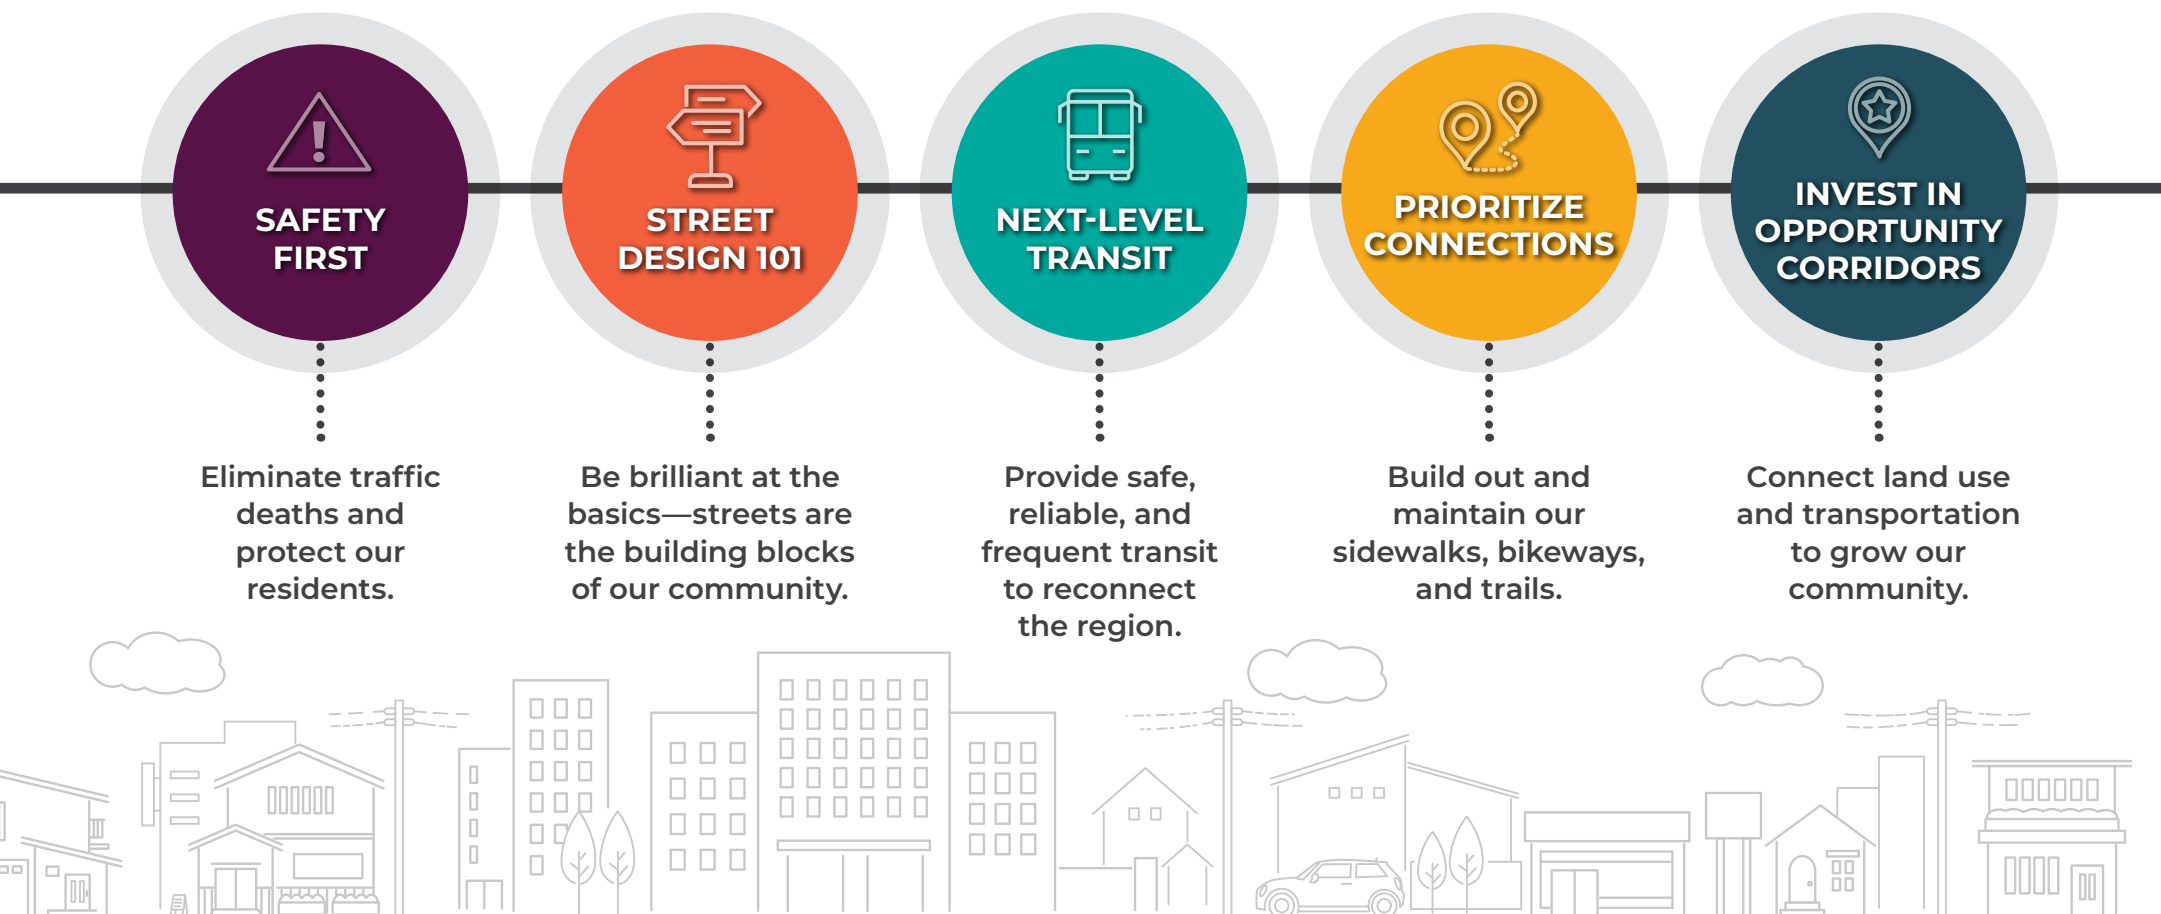 SAFETY
FIRST
STREET
DESIGN 101
NEXT-LEVEL
TRANSIT
PRIORITIZE
CONNECTIONS
INVEST IN
OPPORTUNITY
CORRIDORS
Eliminate traffic
deaths and
protect our
residents.
Be brilliant at the
basics—streets are
the building blocks
of our community.
Provide safe,
reliable, and
frequent transit
to reconnect
the region.
Build out and
maintain our
sidewalks, bikeways,
and trails.
Connect land use
and transportation
to grow our
community.